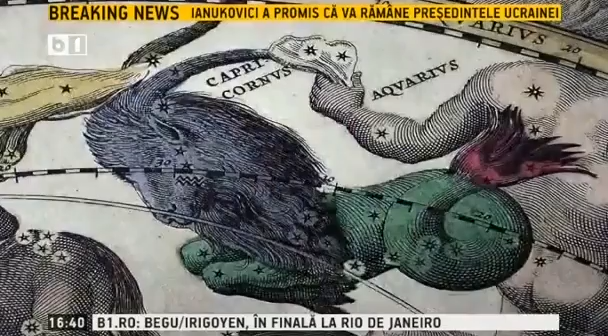 BREAKING NEWS IANUKOVICI A PROMIS CĂ VA RĂMÂNE PREȘEDINTELE UCRAINEI
B1
CAPRI-
CORNVS
AQVARIVS
16:40 B1.RO: BEGU/IRIGOYEN, ÎN FINALĂ LA RIO DE JANEIRO